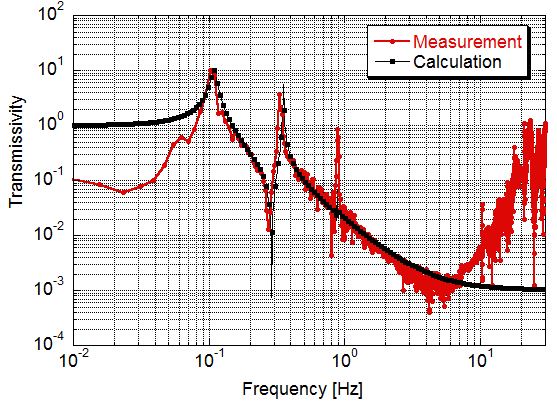 10^2
10^1
10^0
10^-1
10^-2
10^-3
10^-4
Transmissivity
Measurement
Calculation
10^-2 10^-1 10^0 10^1
Frequency [Hz]